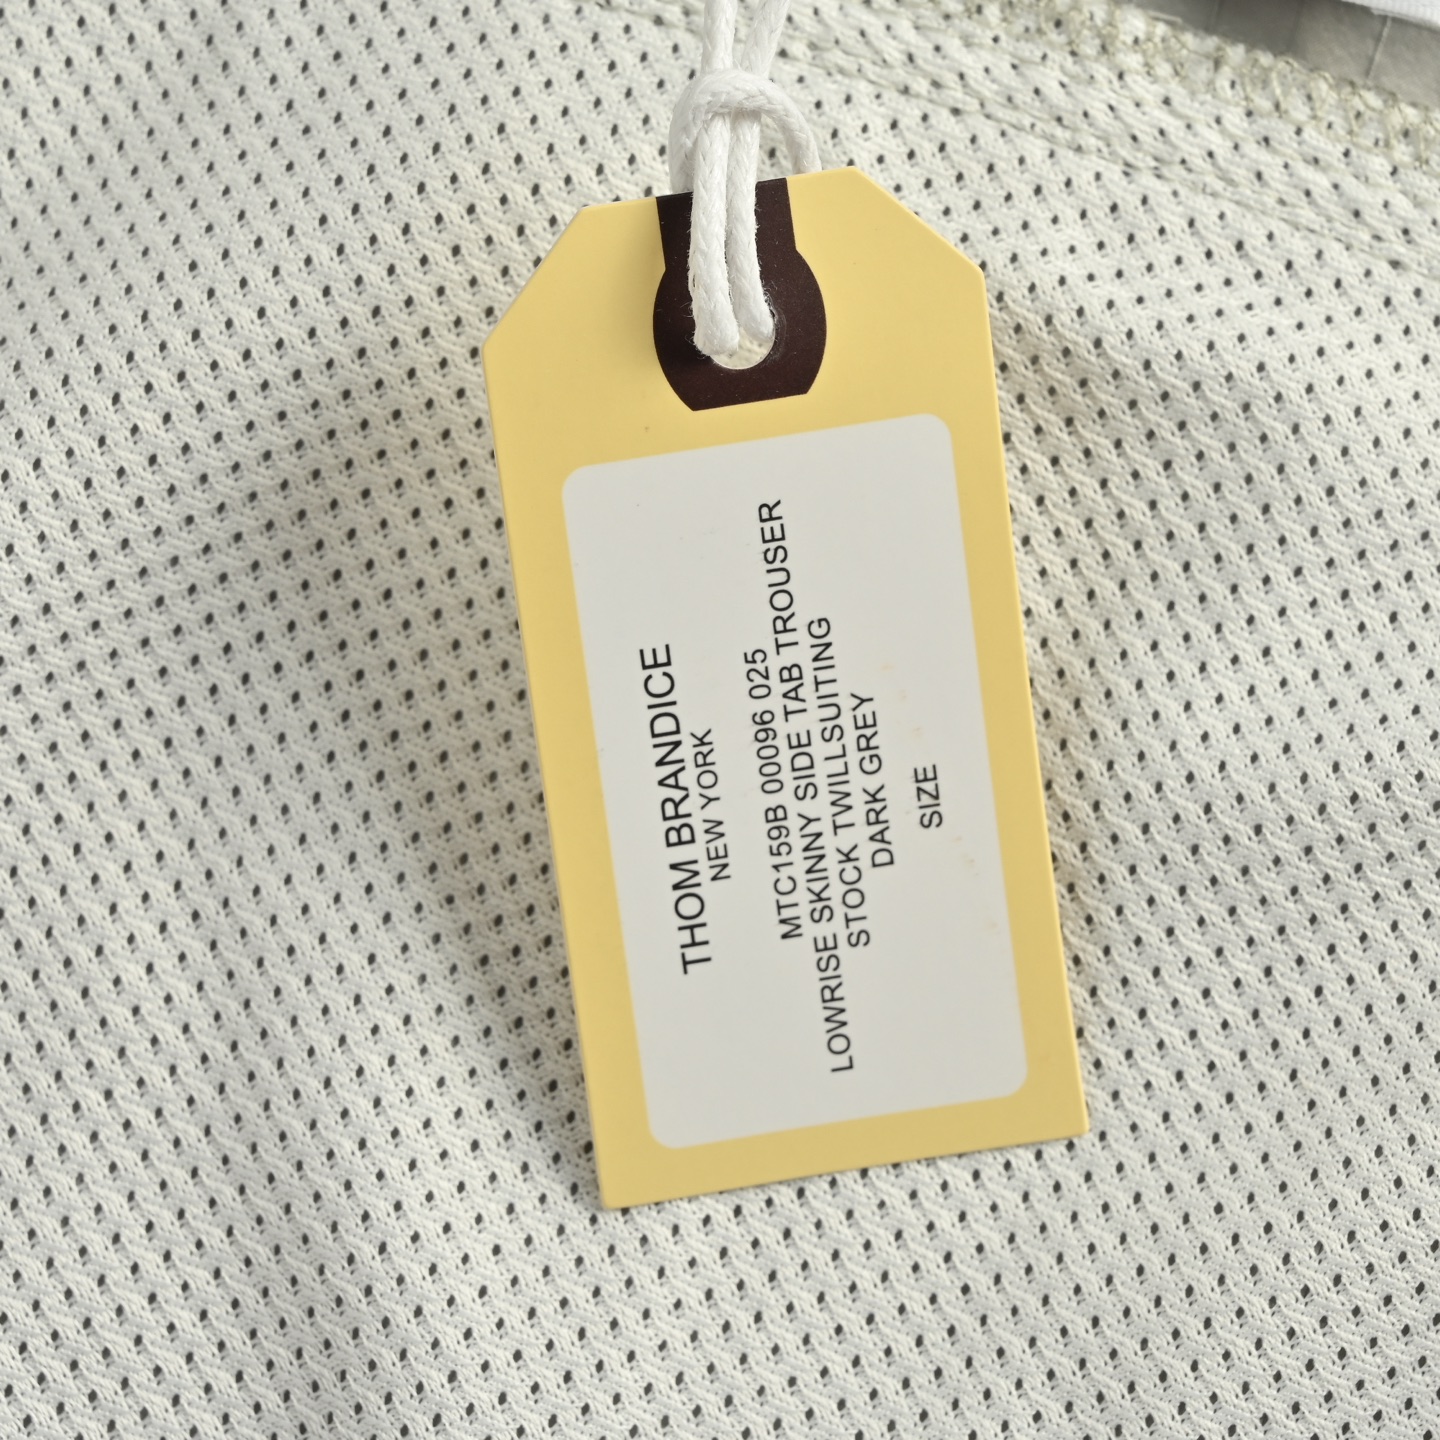 THOM BRANDICE
NEW YORK
MTC159B 00096 025
LOWRISE SKINNY SIDE TAB TROUSER
STOCK TWILLSUITING
DARK GREY
SIZE